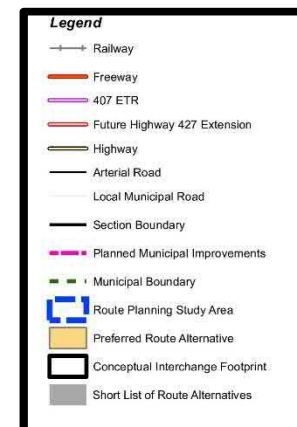 Legend
Railway
Freeway
407 ETR
Future Highway 427 Extension
Highway
Arterial Road
Local Municipal Road
Section Boundary
Planned Municipal Improvements
Municipal Boundary
Route Planning Study Area
Preferred Route Alternative
Conceptual Interchange Footprint
Short List of Route Alternatives